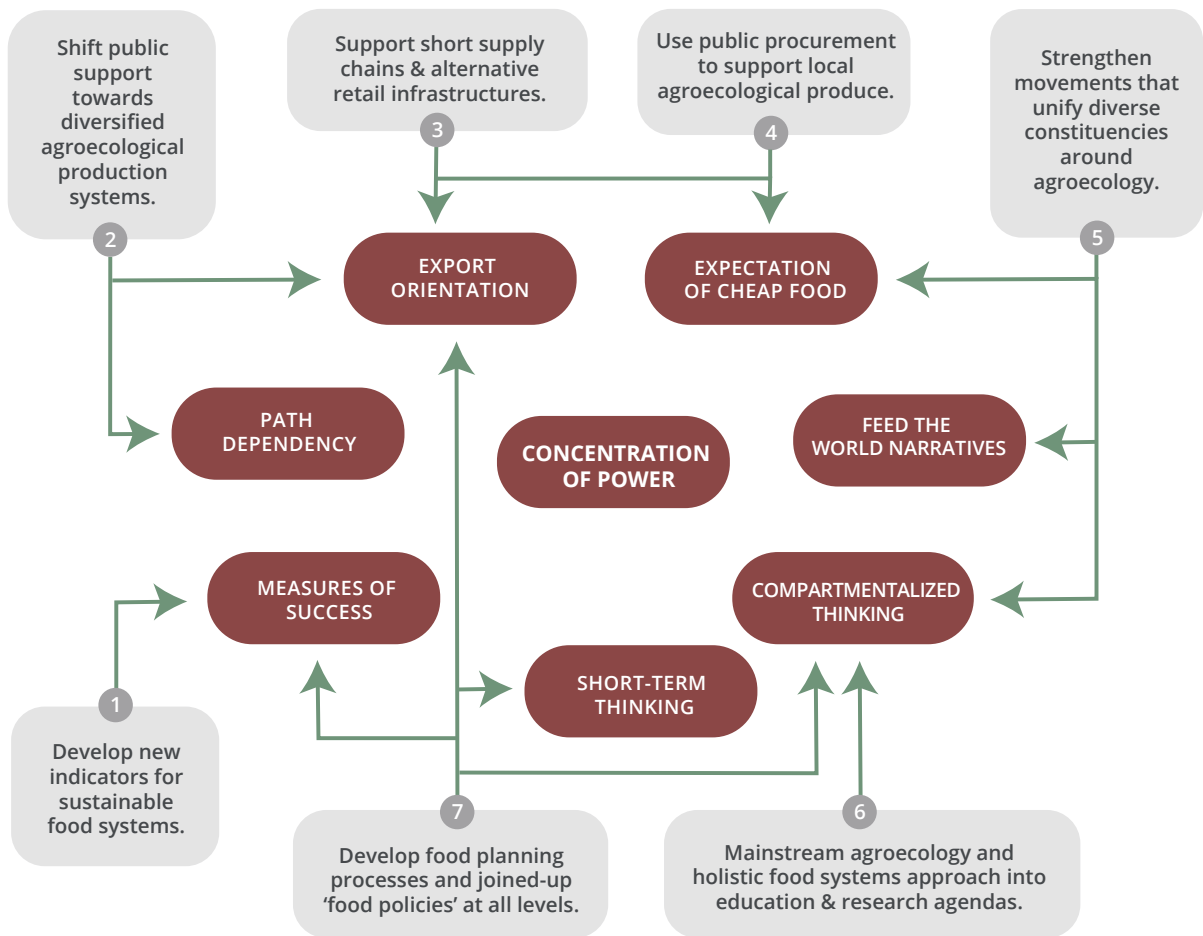 Shift public
support
towards
diversified
agroecological
production
systems.
2
Support short supply
chains & alternative
retail infrastructures.
3
Use public procurement
to support local
agroecological produce.
4
Strengthen
movements that
unify diverse
constituencies
around
agroecology.
5
EXPORT
ORIENTATION
EXPECTATION
OF CHEAP FOOD
PATH
DEPENDENCY
CONCENTRATION
OF POWER
FEED THE
WORLD NARRATIVES
MEASURES OF
SUCCESS
COMPARTMENTALIZED
THINKING
SHORT-TERM
THINKING
1
Develop new
indicators for
sustainable
food systems.
7
Develop food planning
processes and joined-up
‘food policies’ at all levels.
6
Mainstream agroecology and
holistic food systems approach into
education & research agendas.